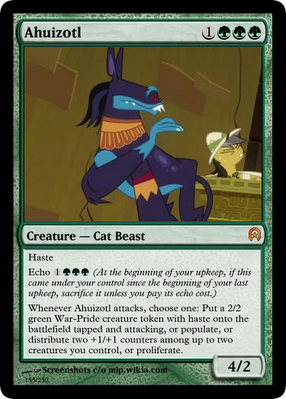 Ahuizotl 1
Creature — Cat Beast
Haste
Echo 1 (At the beginning of your upkeep, if this
came under your control since the beginning of your last
upkeep, sacrifice it unless you pay its echo cost.)
Whenever Ahuizotl attacks, choose one: Put a 2/2
green War-Pride creature token with haste onto the
battlefield tapped and attacking, or populate, or
distribute two +1/+1 counters among up to two
creatures you control, or proliferate.
4/2
Screenshots c/o mlp.wikia.com